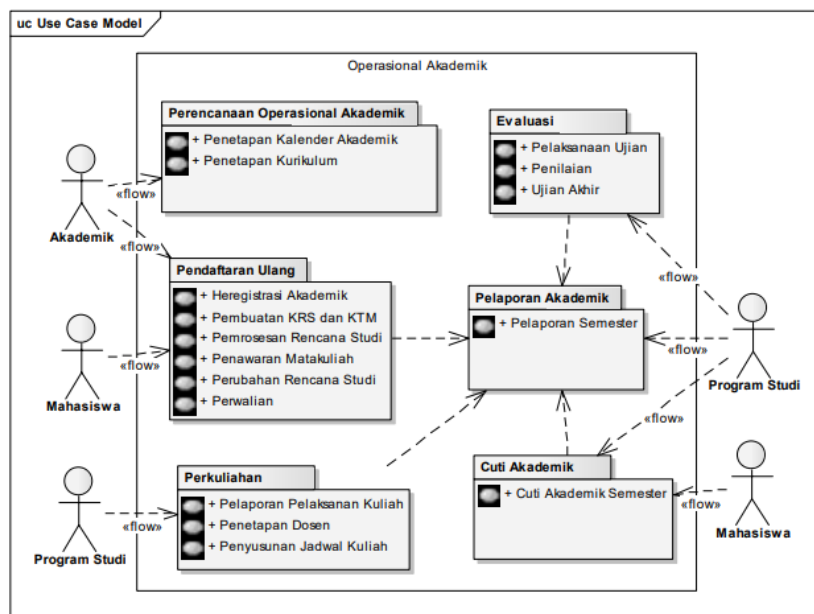 uc Use Case Model
Operasional Akademik
Perencanaan Operasional Akademik
+ Penetapan Kalender Akademik
+ Penetapan Kurikulum
Evaluasi
+ Pelaksanaan Ujian
+ Penilaian
+ Ujian Akhir
«flow»
Akademik
«flow»
Pendaftaran Ulang
+ Heregistrasi Akademik
+ Pembuatan KRS dan KTM
+ Pemrosesan Rencana Studi
+ Penawaran Matakuliah
+ Perubahan Rencana Studi
+ Perwalian
Pelaporan Akademik
+ Pelaporan Semester
«flow»
«flow»
Program Studi
«flow»
Mahasiswa
«flow»
Perkuliahan
+ Pelaporan Pelaksanan Kuliah
+ Penetapan Dosen
+ Penyusunan Jadwal Kuliah
Cuti Akademik
+ Cuti Akademik Semester
«flow»
Mahasiswa
«flow»
Program Studi